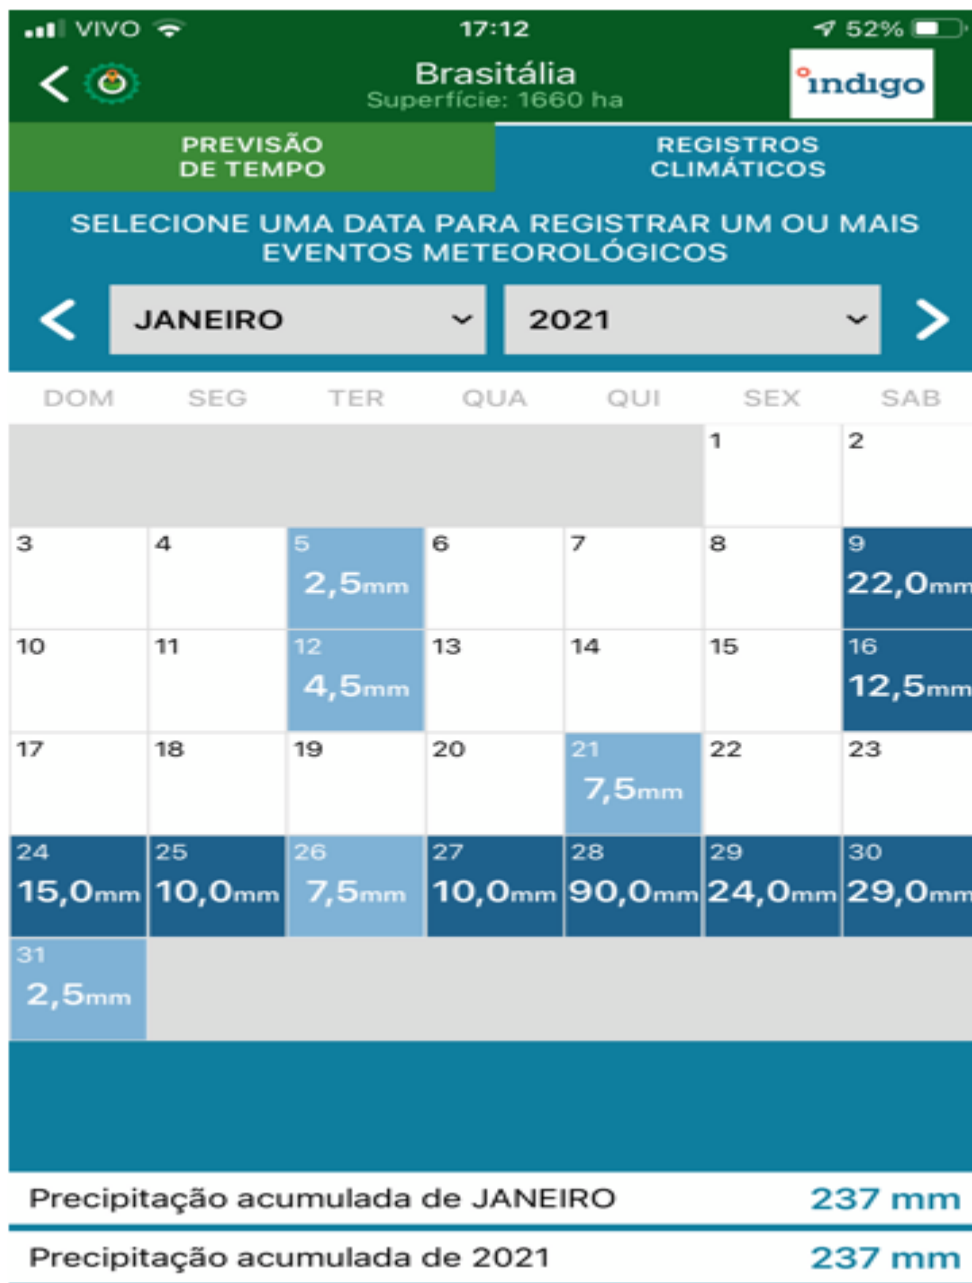 VIVO 17:12 52%
Brasitália
Superfície: 1660 ha
indigo
PREVISÃO
DE TEMPO
REGISTROS
CLIMÁTICOS
SELECIONE UMA DATA PARA REGISTRAR UM OU MAIS
EVENTOS METEOROLÓGICOS
JANEIRO 2021
DOM SEG TER QUA QUI SEX SAB
1 2
3 4 5 6 7 8 9
2,5mm 22,0mm
10 11 12 13 14 15 16
4,5mm 12,5mm
17 18 19 20 21 22 23
7,5mm
24 25 26 27 28 29 30
15,0mm 10,0mm 7,5mm 10,0mm 90,0mm 24,0mm 29,0mm
31
2,5mm
Precipitação acumulada de JANEIRO 237 mm
Precipitação acumulada de 2021 237 mm